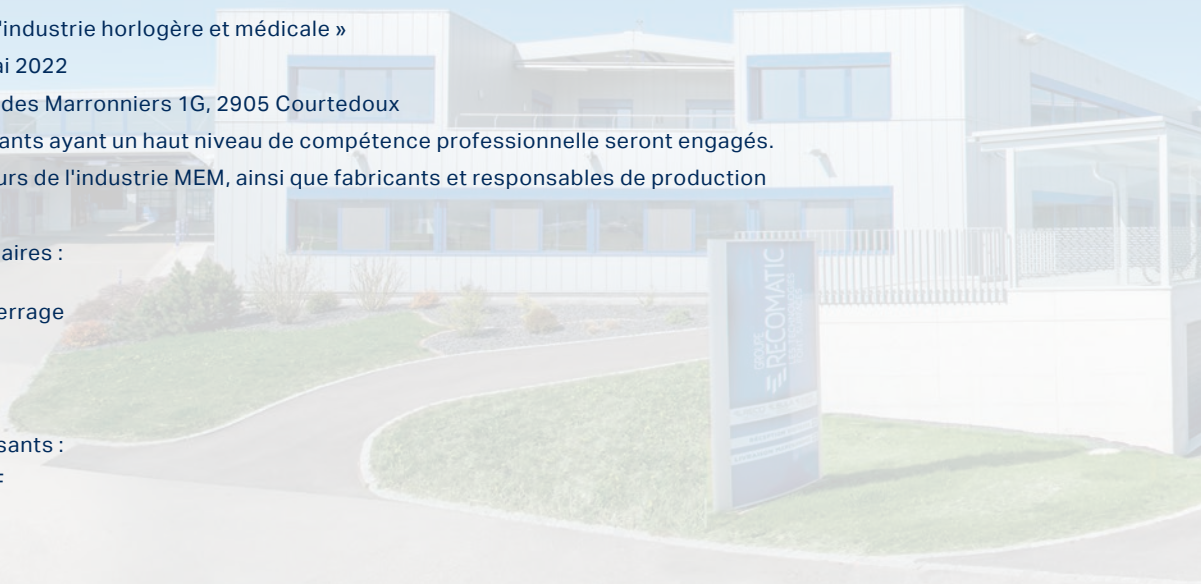 'industrie horlogère et médicale »
ai 2022
des Marronniers 1G, 2905 Courtedoux
ants ayant un haut niveau de compétence professionnelle seront engagés.
urs de l'industrie MEM, ainsi que fabricants et responsables de production
aires :
errage
sants :
GROUPE
RECOMATIC